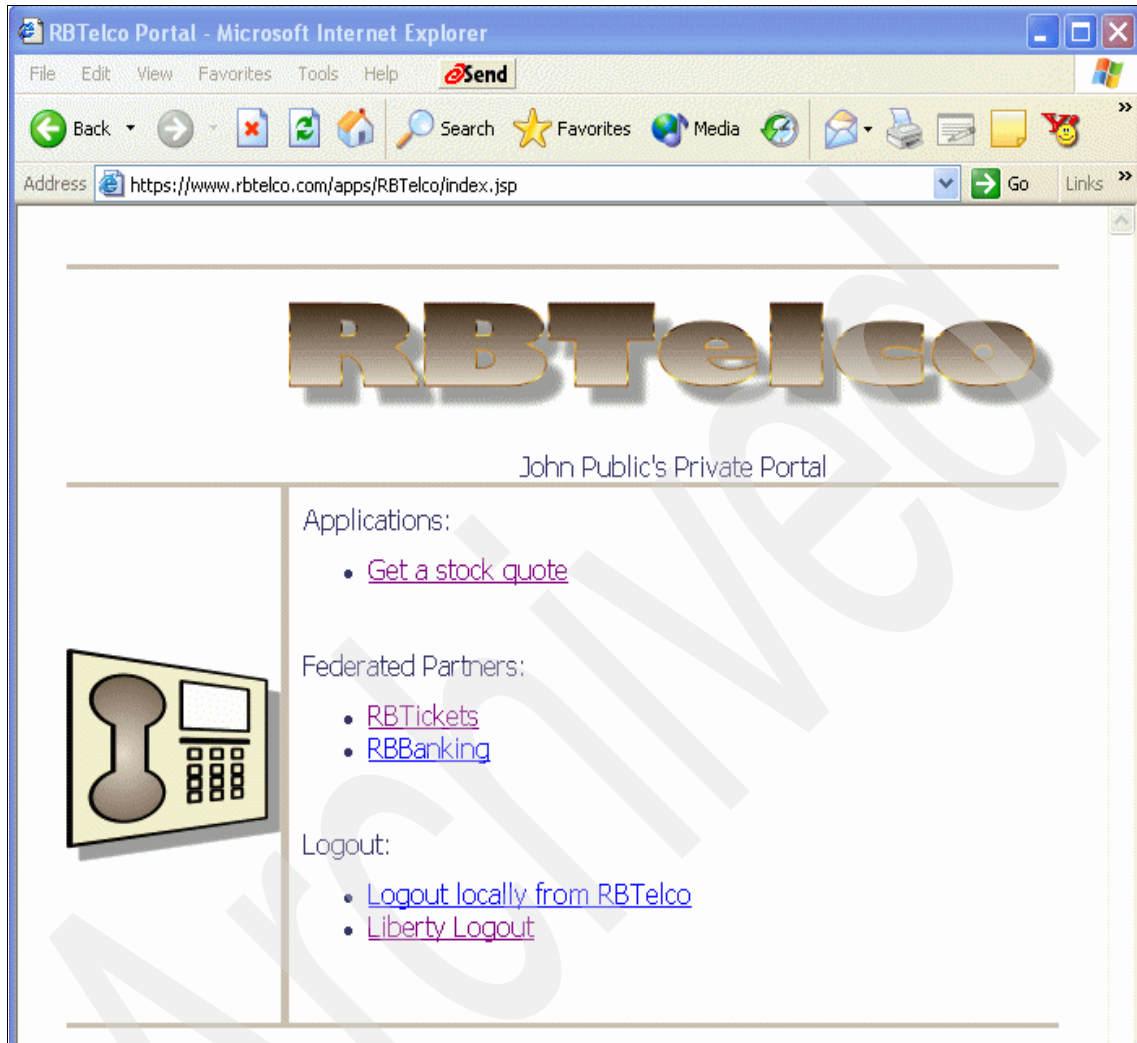 RBTelco Portal - Microsoft Internet Explorer
File Edit View Favorites Tools Help Send
Back Search Favorites Media »
Address https://www.rbtelco.com/apps/RBTelco/index.jsp Go Links »
RBTelco
John Public's Private Portal
Applications:
• Get a stock quote
Federated Partners:
• RBTickets
• RBBanking
Logout:
• Logout locally from RBTelco
• Liberty Logout
Archived